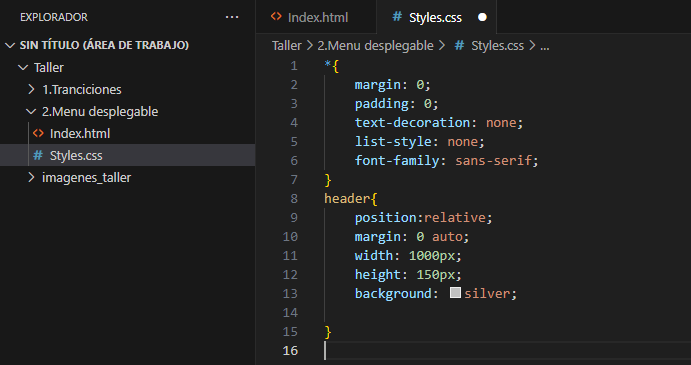 EXPLORADOR
SIN TÍTULO (ÁREA DE TRABAJO)
Taller
1.Tranciciones
2.Menu desplegable
<> Index.html
# Styles.css
imagenes_taller
<> Index.html
# Styles.css
Taller > 2.Menu desplegable > # Styles.css > ...
1 *{
2 margin: 0;
3 padding: 0;
4 text-decoration: none;
5 list-style: none;
6 font-family: sans-serif;
7 }
8 header{
9 position:relative;
10 margin: 0 auto;
11 width: 1000px;
12 height: 150px;
13 background: silver;
14
15 }
16